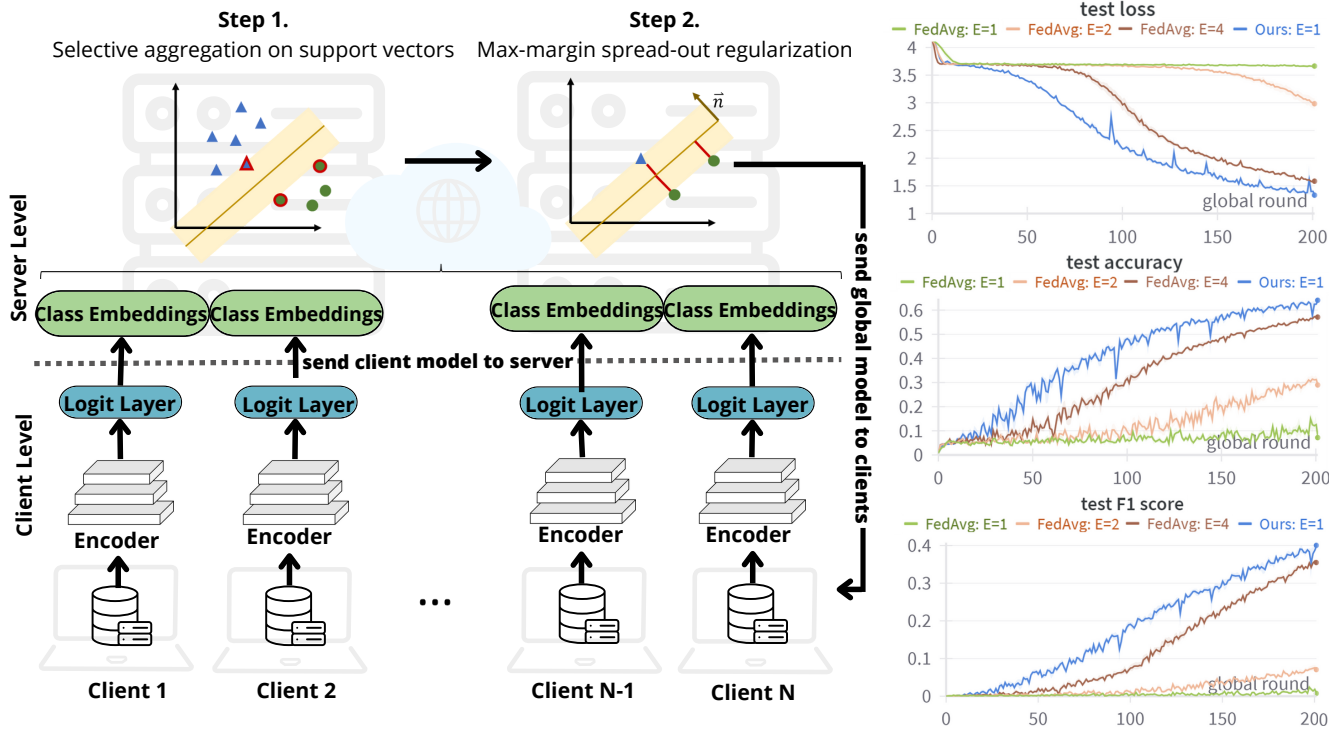 Step 1.
Selective aggregation on support vectors
Step 2.
Max-margin spread-out regularization
n
Server Level
Class Embeddings
Class Embeddings
Class Embeddings
Class Embeddings
send client model to server
send global model to clients
Client Level
Logit Layer
Logit Layer
Logit Layer
Logit Layer
Encoder
Encoder
Encoder
Encoder
...
Client 1
Client 2
Client N-1
Client N
test loss
FedAvg: E=1 FedAvg: E=2 FedAvg: E=4 Ours: E=1
4
3.5
3
2.5
2
1.5
1
global round
0 50 100 150 200
test accuracy
FedAvg: E=1 FedAvg: E=2 FedAvg: E=4 Ours: E=1
0.6
0.5
0.4
0.3
0.2
0.1
0
global round
0 50 100 150 200
test F1 score
FedAvg: E=1 FedAvg: E=2 FedAvg: E=4 Ours: E=1
0.4
0.3
0.2
0.1
0
global round
0 50 100 150 200